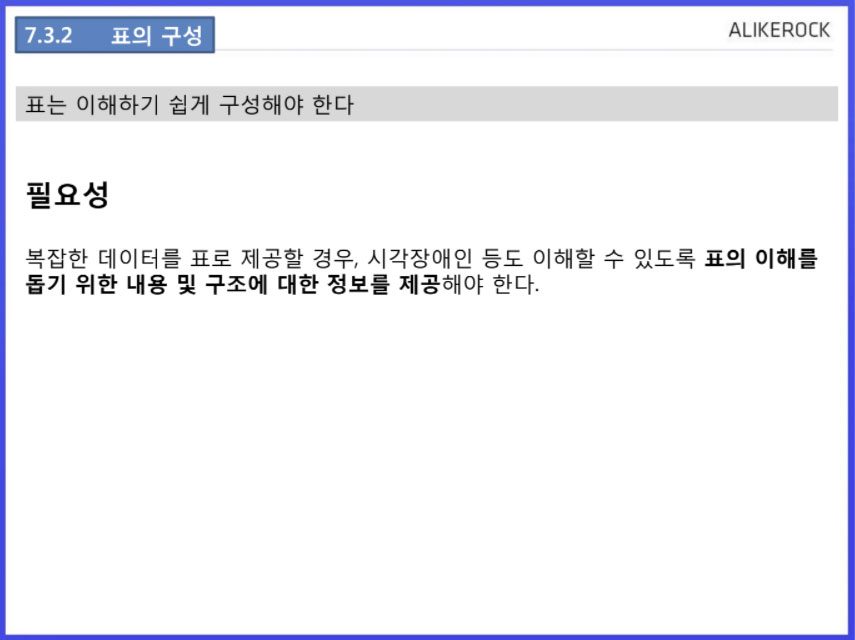 7.3.2 표의 구성
ALIKEROCK
표는 이해하기 쉽게 구성해야 한다
필요성
복잡한 데이터를 표로 제공할 경우, 시각장애인 등도 이해할 수 있도록 표의 이해를
돕기 위한 내용 및 구조에 대한 정보를 제공해야 한다.